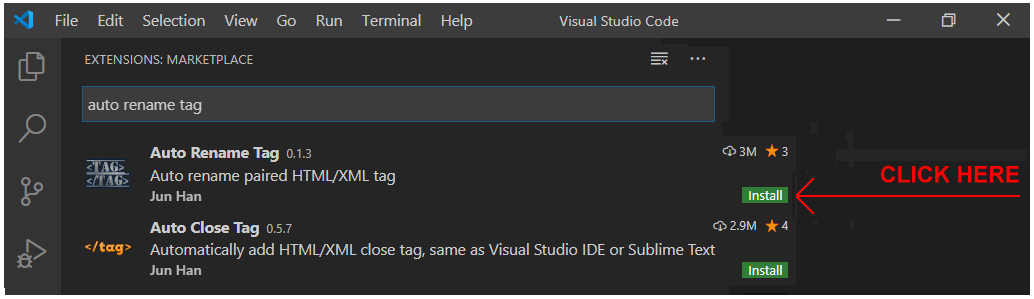 File Edit Selection View Go Run Terminal Help Visual Studio Code
EXTENSIONS: MARKETPLACE
auto rename tag
<TAG>
</TAG>
Auto Rename Tag 0.1.3 3M 3
Auto rename paired HTML/XML tag
Jun Han Install
CLICK HERE
</tag>
Auto Close Tag 0.5.7 2.9M 4
Automatically add HTML/XML close tag, same as Visual Studio IDE or Sublime Text
Jun Han Install